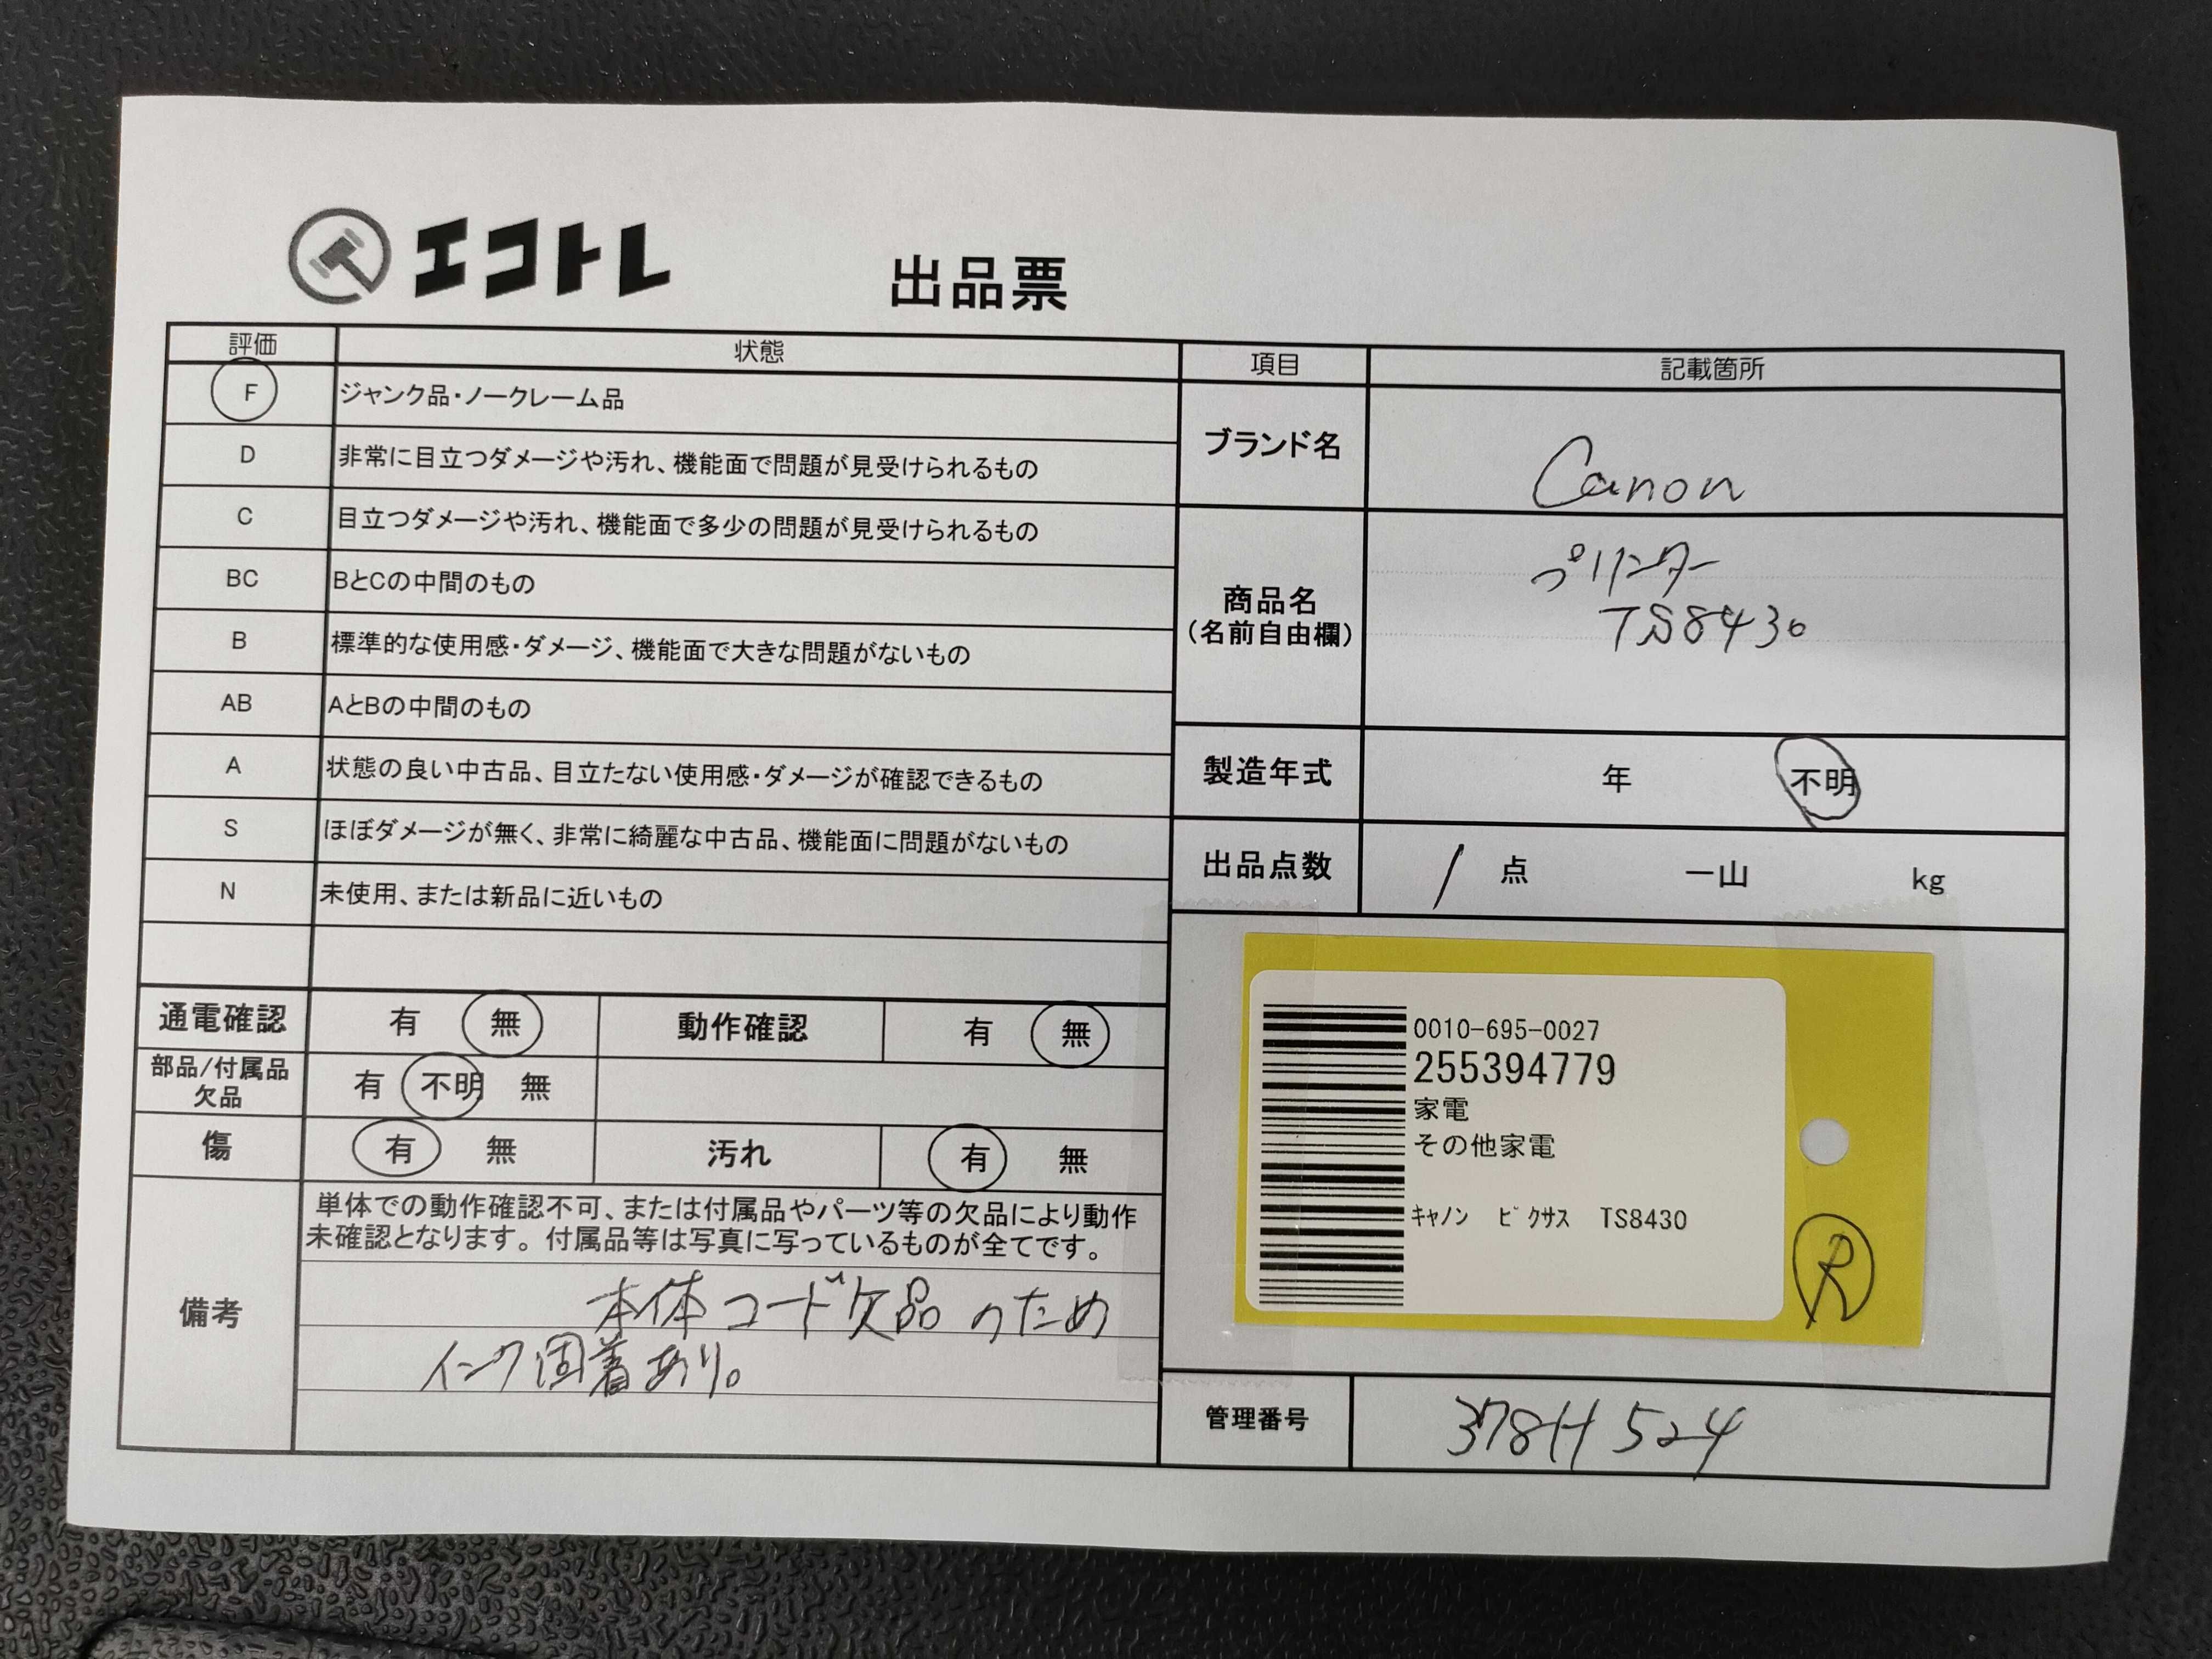 エコトレ
出品票
評価 状態
F ジャンク品・ノークレーム品
D 非常に目立つダメージや汚れ、機能面で問題が見受けられるもの
C 目立つダメージや汚れ、機能面で多少の問題が見受けられるもの
BC BとCの中間のもの
B 標準的な使用感・ダメージ、機能面で大きな問題がないもの
AB AとBの中間のもの
A 状態の良い中古品、目立たない使用感・ダメージが確認できるもの
S ほぼダメージが無く、非常に綺麗な中古品、機能面に問題がないもの
N 未使用、または新品に近いもの
通電確認 有 無 動作確認 有 無
部品/付属品
欠品
有 不明 無
傷 有 無 汚れ 有 無
備考
単体での動作確認不可、または付属品やパーツ等の欠品により動作
未確認となります。付属品等は写真に写っているものが全てです。
本体コード欠品のため
インク固着あり。
項目 記載箇所
ブランド名 Canon
商品名
(名前自由欄)
プリンター
TS8430
製造年式 年 不明
出品点数 1 点 一山 kg
0010-695-0027
255394779
家電
その他家電
キャノン ピクサス TS8430
R
管理番号 378H 524